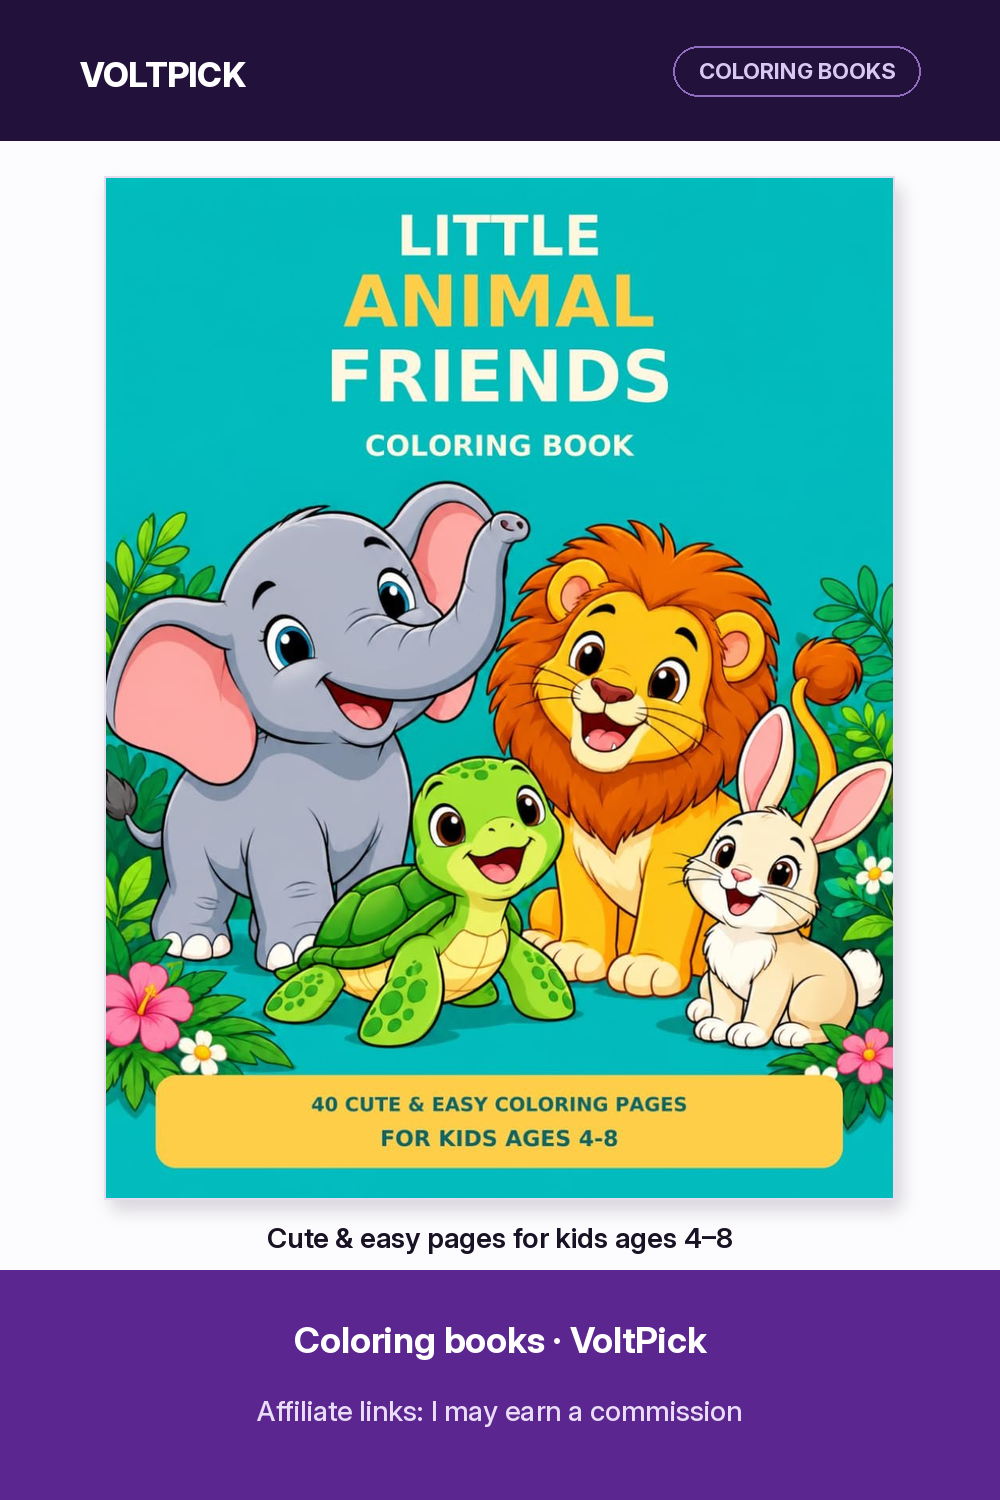 VOLTPICK
COLORING BOOKS
LITTLE
ANIMAL
FRIENDS
COLORING BOOK
40 CUTE & EASY COLORING PAGES
FOR KIDS AGES 4-8
Cute & easy pages for kids ages 4–8
Coloring books · VoltPick
Affiliate links: I may earn a commission